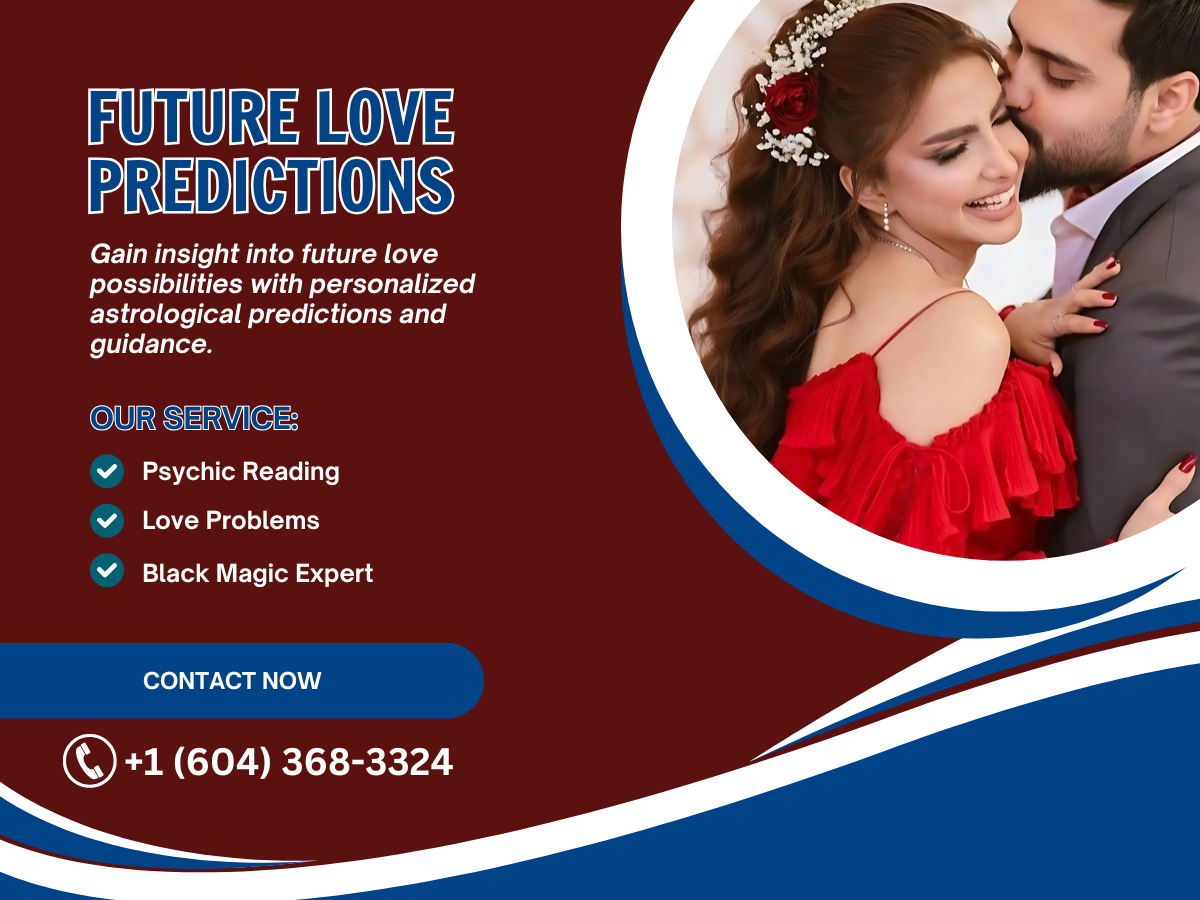 FUTURE LOVE
PREDICTIONS
Gain insight into future love
possibilities with personalized
astrological predictions and
guidance.
OUR SERVICE:
Psychic Reading
Love Problems
Black Magic Expert
CONTACT NOW
+1 (604) 368-3324